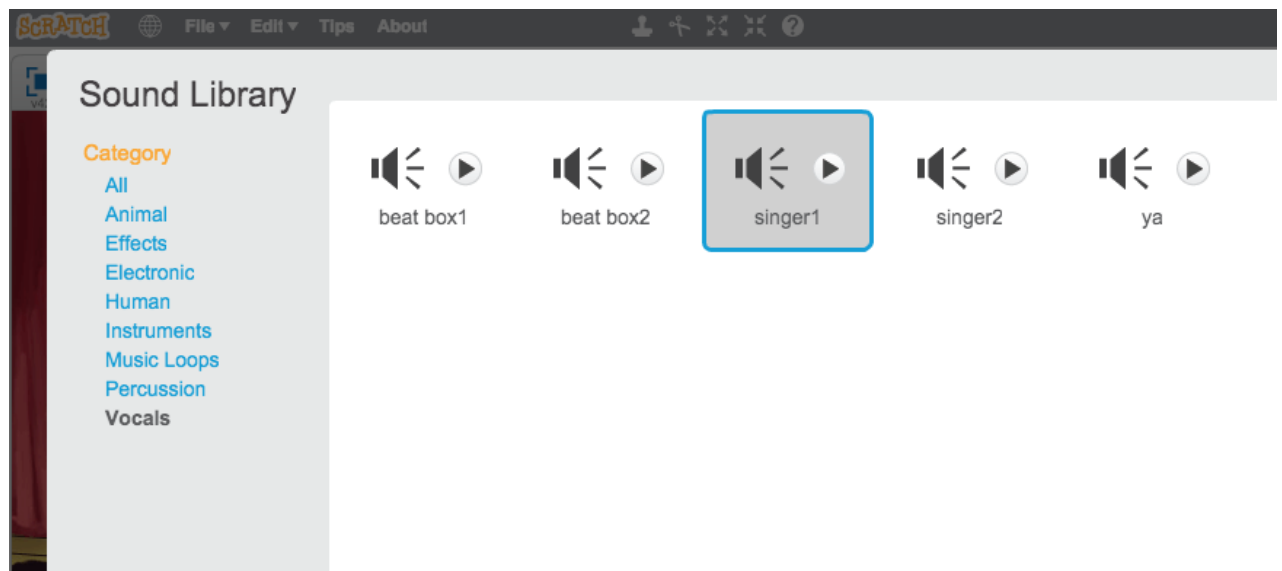 SCRATCH File Edit Tips About
v42
Sound Library
Category
All
Animal
Effects
Electronic
Human
Instruments
Music Loops
Percussion
Vocals
beat box1 beat box2 singer1 singer2 ya